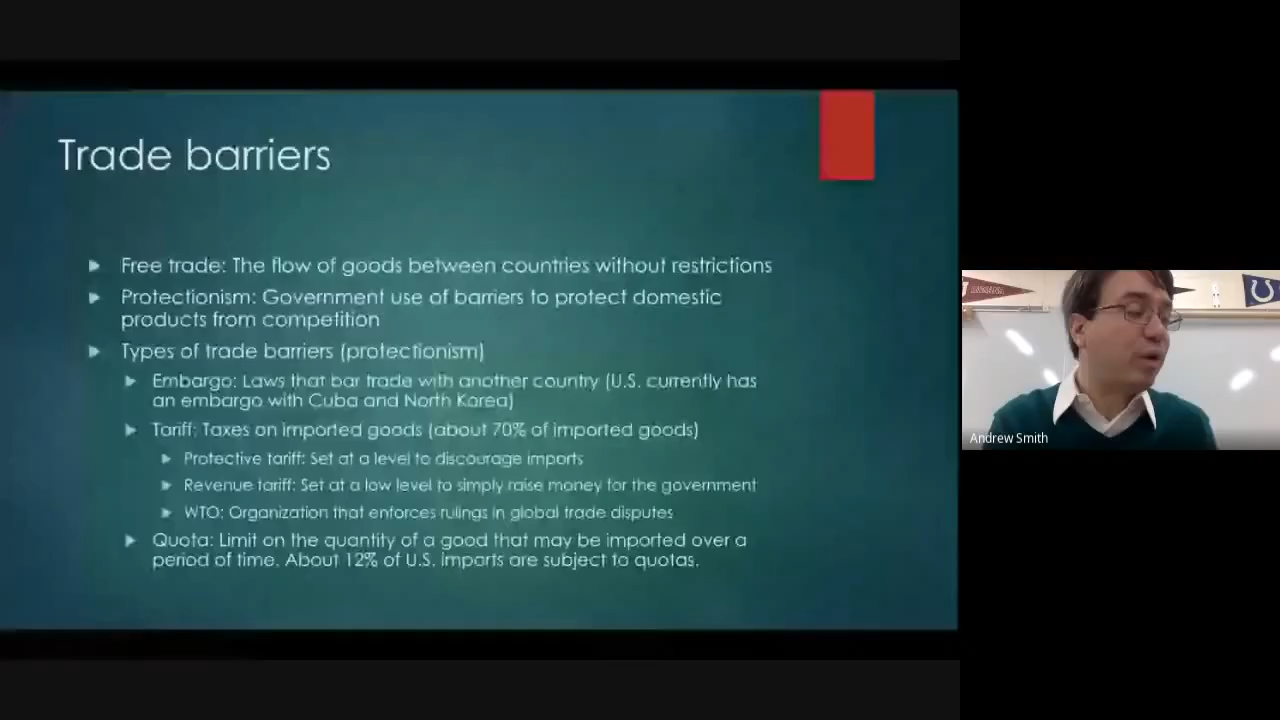 Trade barriers
Free trade: The flow of goods between countries without restrictions
Protectionism: Government use of barriers to protect domestic
products from competition
Types of trade barriers (protectionism)
Embargo: Laws that bar trade with another country (U.S. currently has
an embargo with Cuba and North Korea)
Tariff: Taxes on imported goods (about 70% of imported goods)
Protective tariff: Set at a level to discourage imports
Revenue tariff: Set at a low level to simply raise money for the government
WTO: Organization that enforces rulings in global trade disputes
Quota: Limit on the quantity of a good that may be imported over a
period of time. About 12% of U.S. imports are subject to quotas.
Andrew Smith